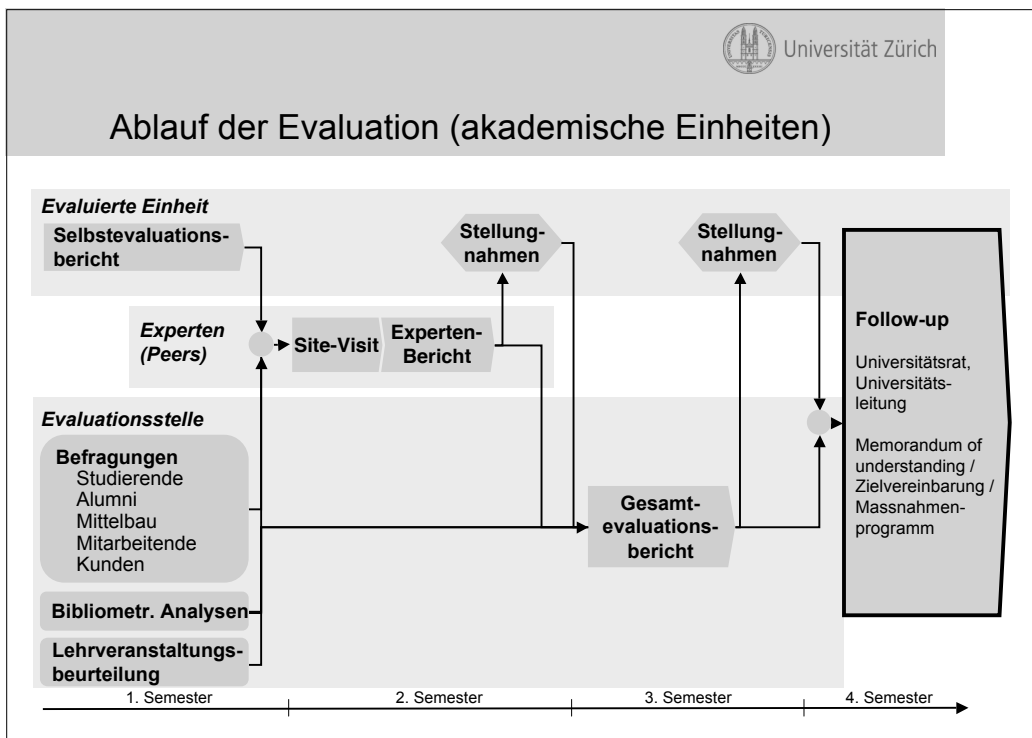 Universität Zürich
Ablauf der Evaluation (akademische Einheiten)
Evaluierte Einheit
Selbstevaluations-
bericht
Stellung-
nahmen
Stellung-
nahmen
Experten
(Peers)
Site-Visit
Experten-
Bericht
Follow-up
Universitätsrat,
Universitäts-
leitung
Memorandum of
understanding /
Zielvereinbarung /
Massnahmen-
programm
Evaluationsstelle
Befragungen
Studierende
Alumni
Mittelbau
Mitarbeitende
Kunden
Gesamt-
evaluations-
bericht
Bibliometr. Analysen
Lehrveranstaltungs-
beurteilung
1. Semester
2. Semester
3. Semester
4. Semester